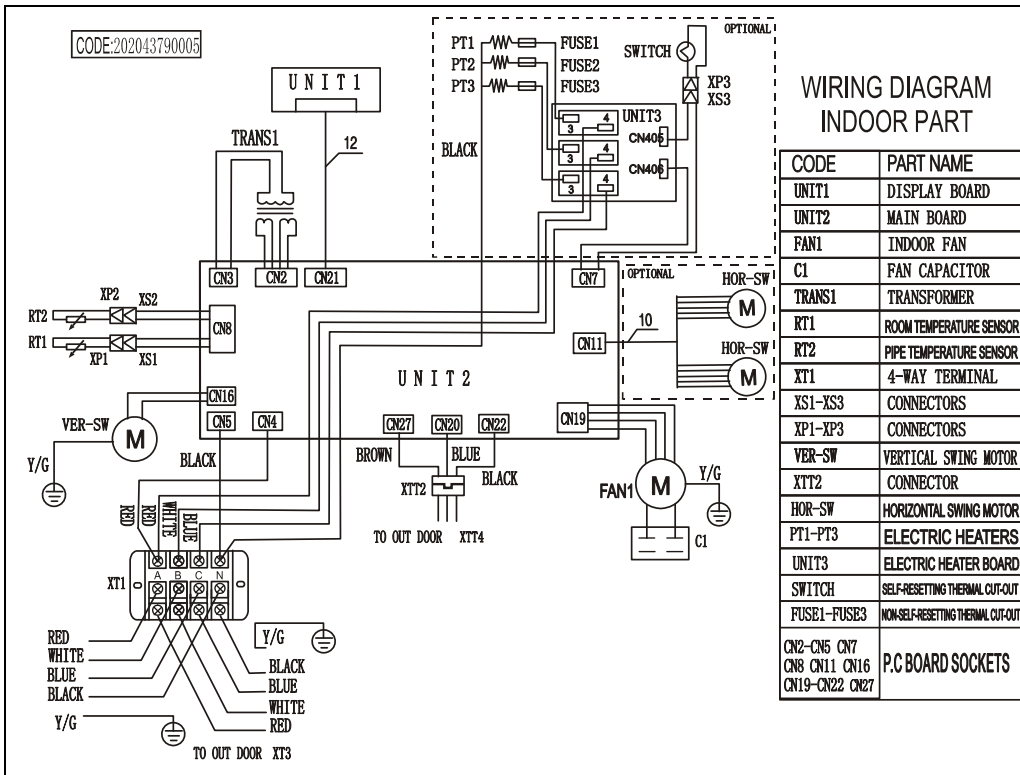 CODE:202043790005
OPTIONAL
PT1 FUSE1
PT2 FUSE2
PT3 FUSE3
SWITCH
XP3
XS3
UNIT1
TRANS1
12
BLACK
UNIT3
4
3
CN405
4
3
CN406
4
3
WIRING DIAGRAM
INDOOR PART
CODE PART NAME
UNIT1 DISPLAY BOARD
UNIT2 MAIN BOARD
FAN1 INDOOR FAN
C1 FAN CAPACITOR
TRANS1 TRANSFORMER
RT1 ROOM TEMPERATURE SENSOR
RT2 PIPE TEMPERATURE SENSOR
XT1 4-WAY TERMINAL
XS1-XS3 CONNECTORS
XP1-XP3 CONNECTORS
VER-SW VERTICAL SWING MOTOR
XTT2 CONNECTOR
HOR-SW HORIZONTAL SWING MOTOR
PT1-PT3 ELECTRIC HEATERS
UNIT3 ELECTRIC HEATER BOARD
SWITCH SELF-RESETTING THERMAL CUT-OUT
FUSE1-FUSE3 NON-SELF-RESETTING THERMAL CUT-OUT
CN2-CN5 CN7
CN8 CN11 CN16
CN19-CN22 CN27
P.C BOARD SOCKETS
CN3 CN2 CN21 CN7
OPTIONAL
HOR-SW
M
10
HOR-SW
M
XP2 XS2
RT2
RT1
XP1 XS1
CN8
CN11
UNIT2
CN16
CN5 CN4 CN27 CN20 CN22 CN19
VER-SW
M
Y/G
BLACK
BROWN BLUE BLACK
XTT2
TO OUT DOOR XTT4
FAN1 M
Y/G
C1
RED RED WHITE BLUE
XT1
A B C N
RED
WHITE
BLUE
BLACK
Y/G
Y/G
BLACK
BLUE
WHITE
RED
TO OUT DOOR XT3